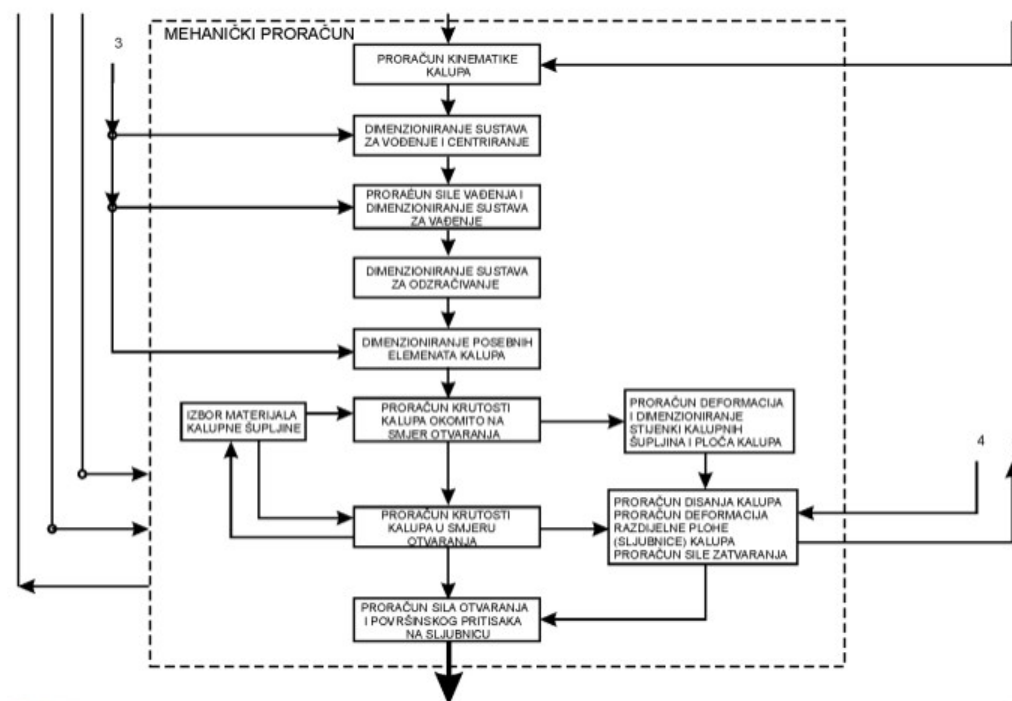 MEHANIČKI PRORAČUN
3
PRORAČUN KINEMATIKE
KALUPA
DIMENZIONIRANJE SUSTAVA
ZA VOĐENJE I CENTRIRANJE
PRORAĖUN SILE VAĐENJA I
DIMENZIONIRANJE SUSTAVA
ZA VAĐENJE
DIMENZIONIRANJE SUSTAVA
ZA ODZRAČIVANJE
DIMENZIONIRANJE POSEBNIH
ELEMENATA KALUPA
IZBOR MATERIJALA
KALUPNE ŠUPLJINE
PRORAČUN KRUTOSTI
KALUPA OKOMITO NA
SMJER OTVARANJA
PRORAČUN DEFORMACIJA
I DIMENZIONIRANJE
STIJENKI KALUPNIH
ŠUPLJINA I PLOČA KALUPA
4
PRORAČUN KRUTOSTI
KALUPA U SMJERU
OTVARANJA
PRORAČUN DISANJA KALUPA
PRORAČUN DEFORMACIJA
RAZDIJELNE PLOHE
(SLJUBNICE) KALUPA
PRORAČUN SILE ZATVARANJA
PRORAČUN SILA OTVARANJA
I POVRŠINSKOG PRITISAKA
NA SLJUBNICU